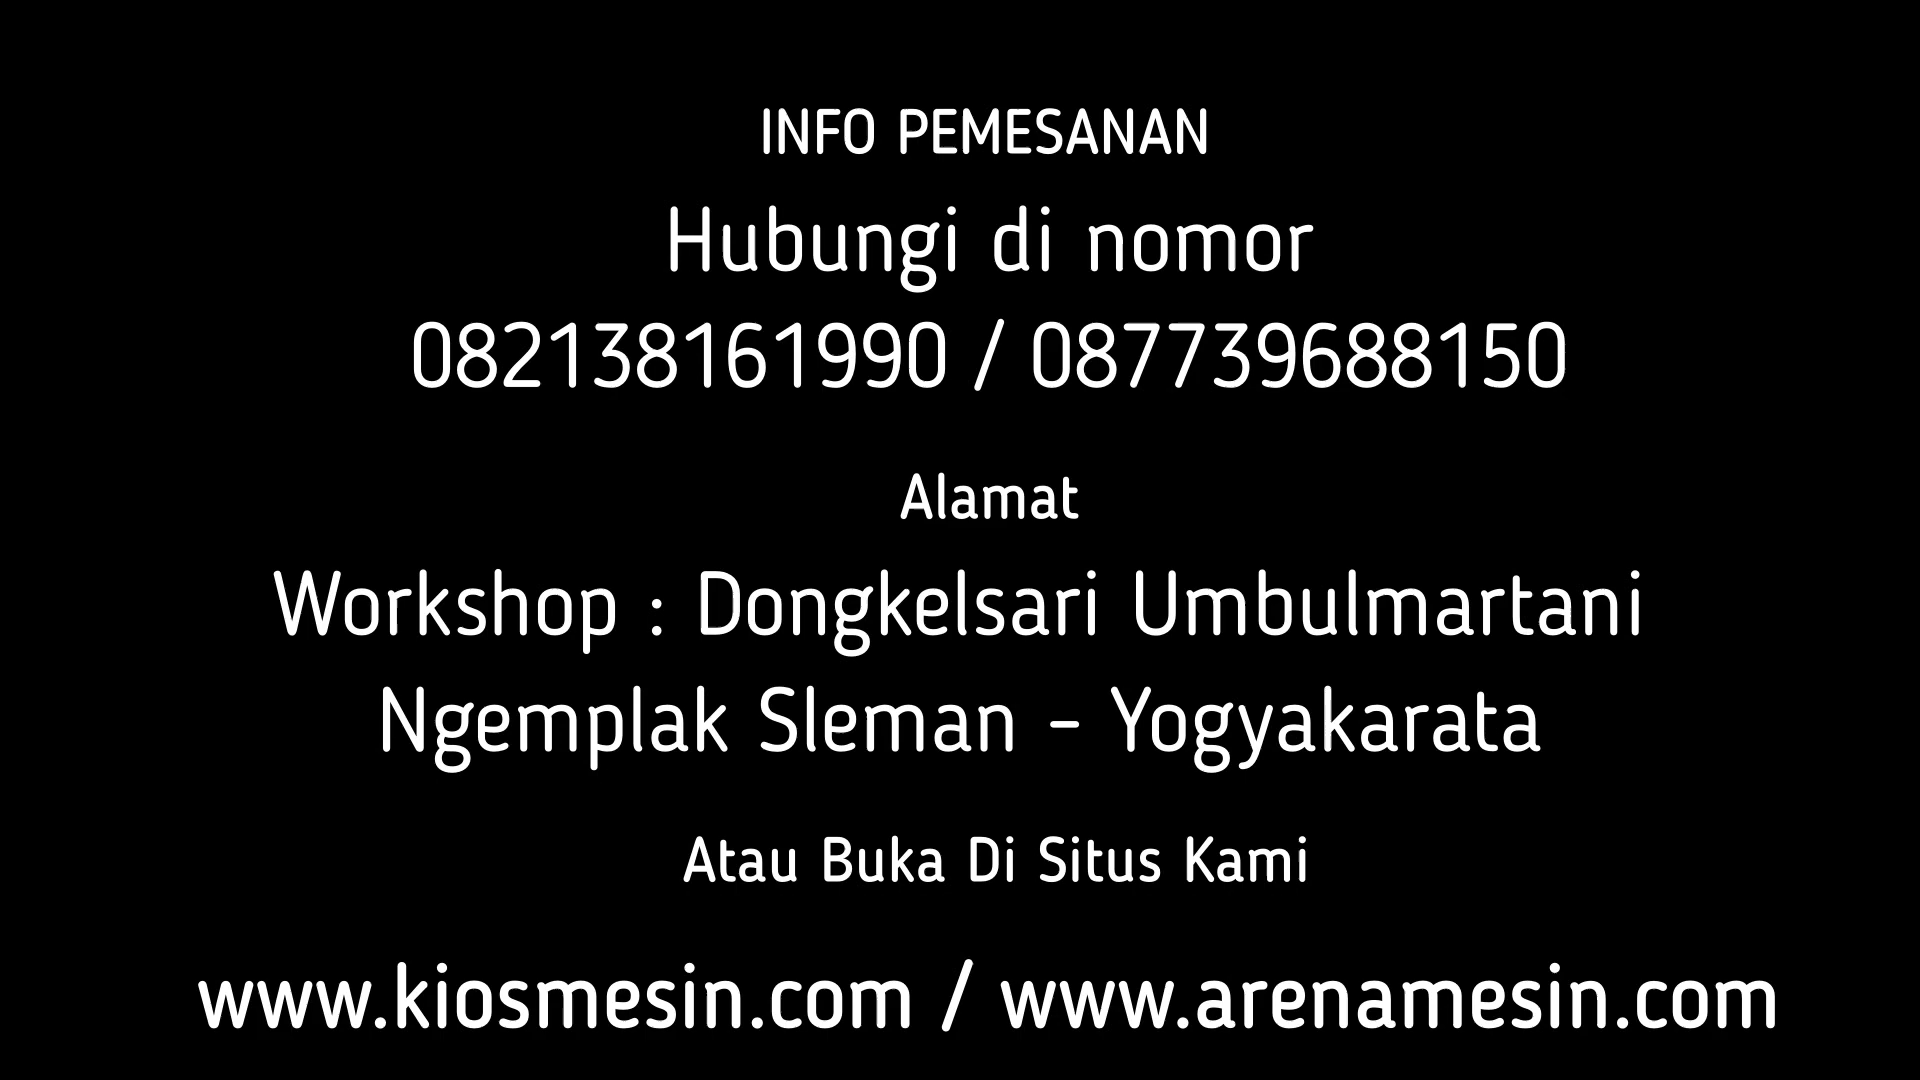 INFO PEMESANAN
Hubungi di nomor
082138161990 / 087739688150
Alamat
Workshop : Dongkelsari Umbulmartani
Ngemplak Sleman - Yogyakarata
Atau Buka Di Situs Kami
www.kiosmesin.com / www.arenamesin.com